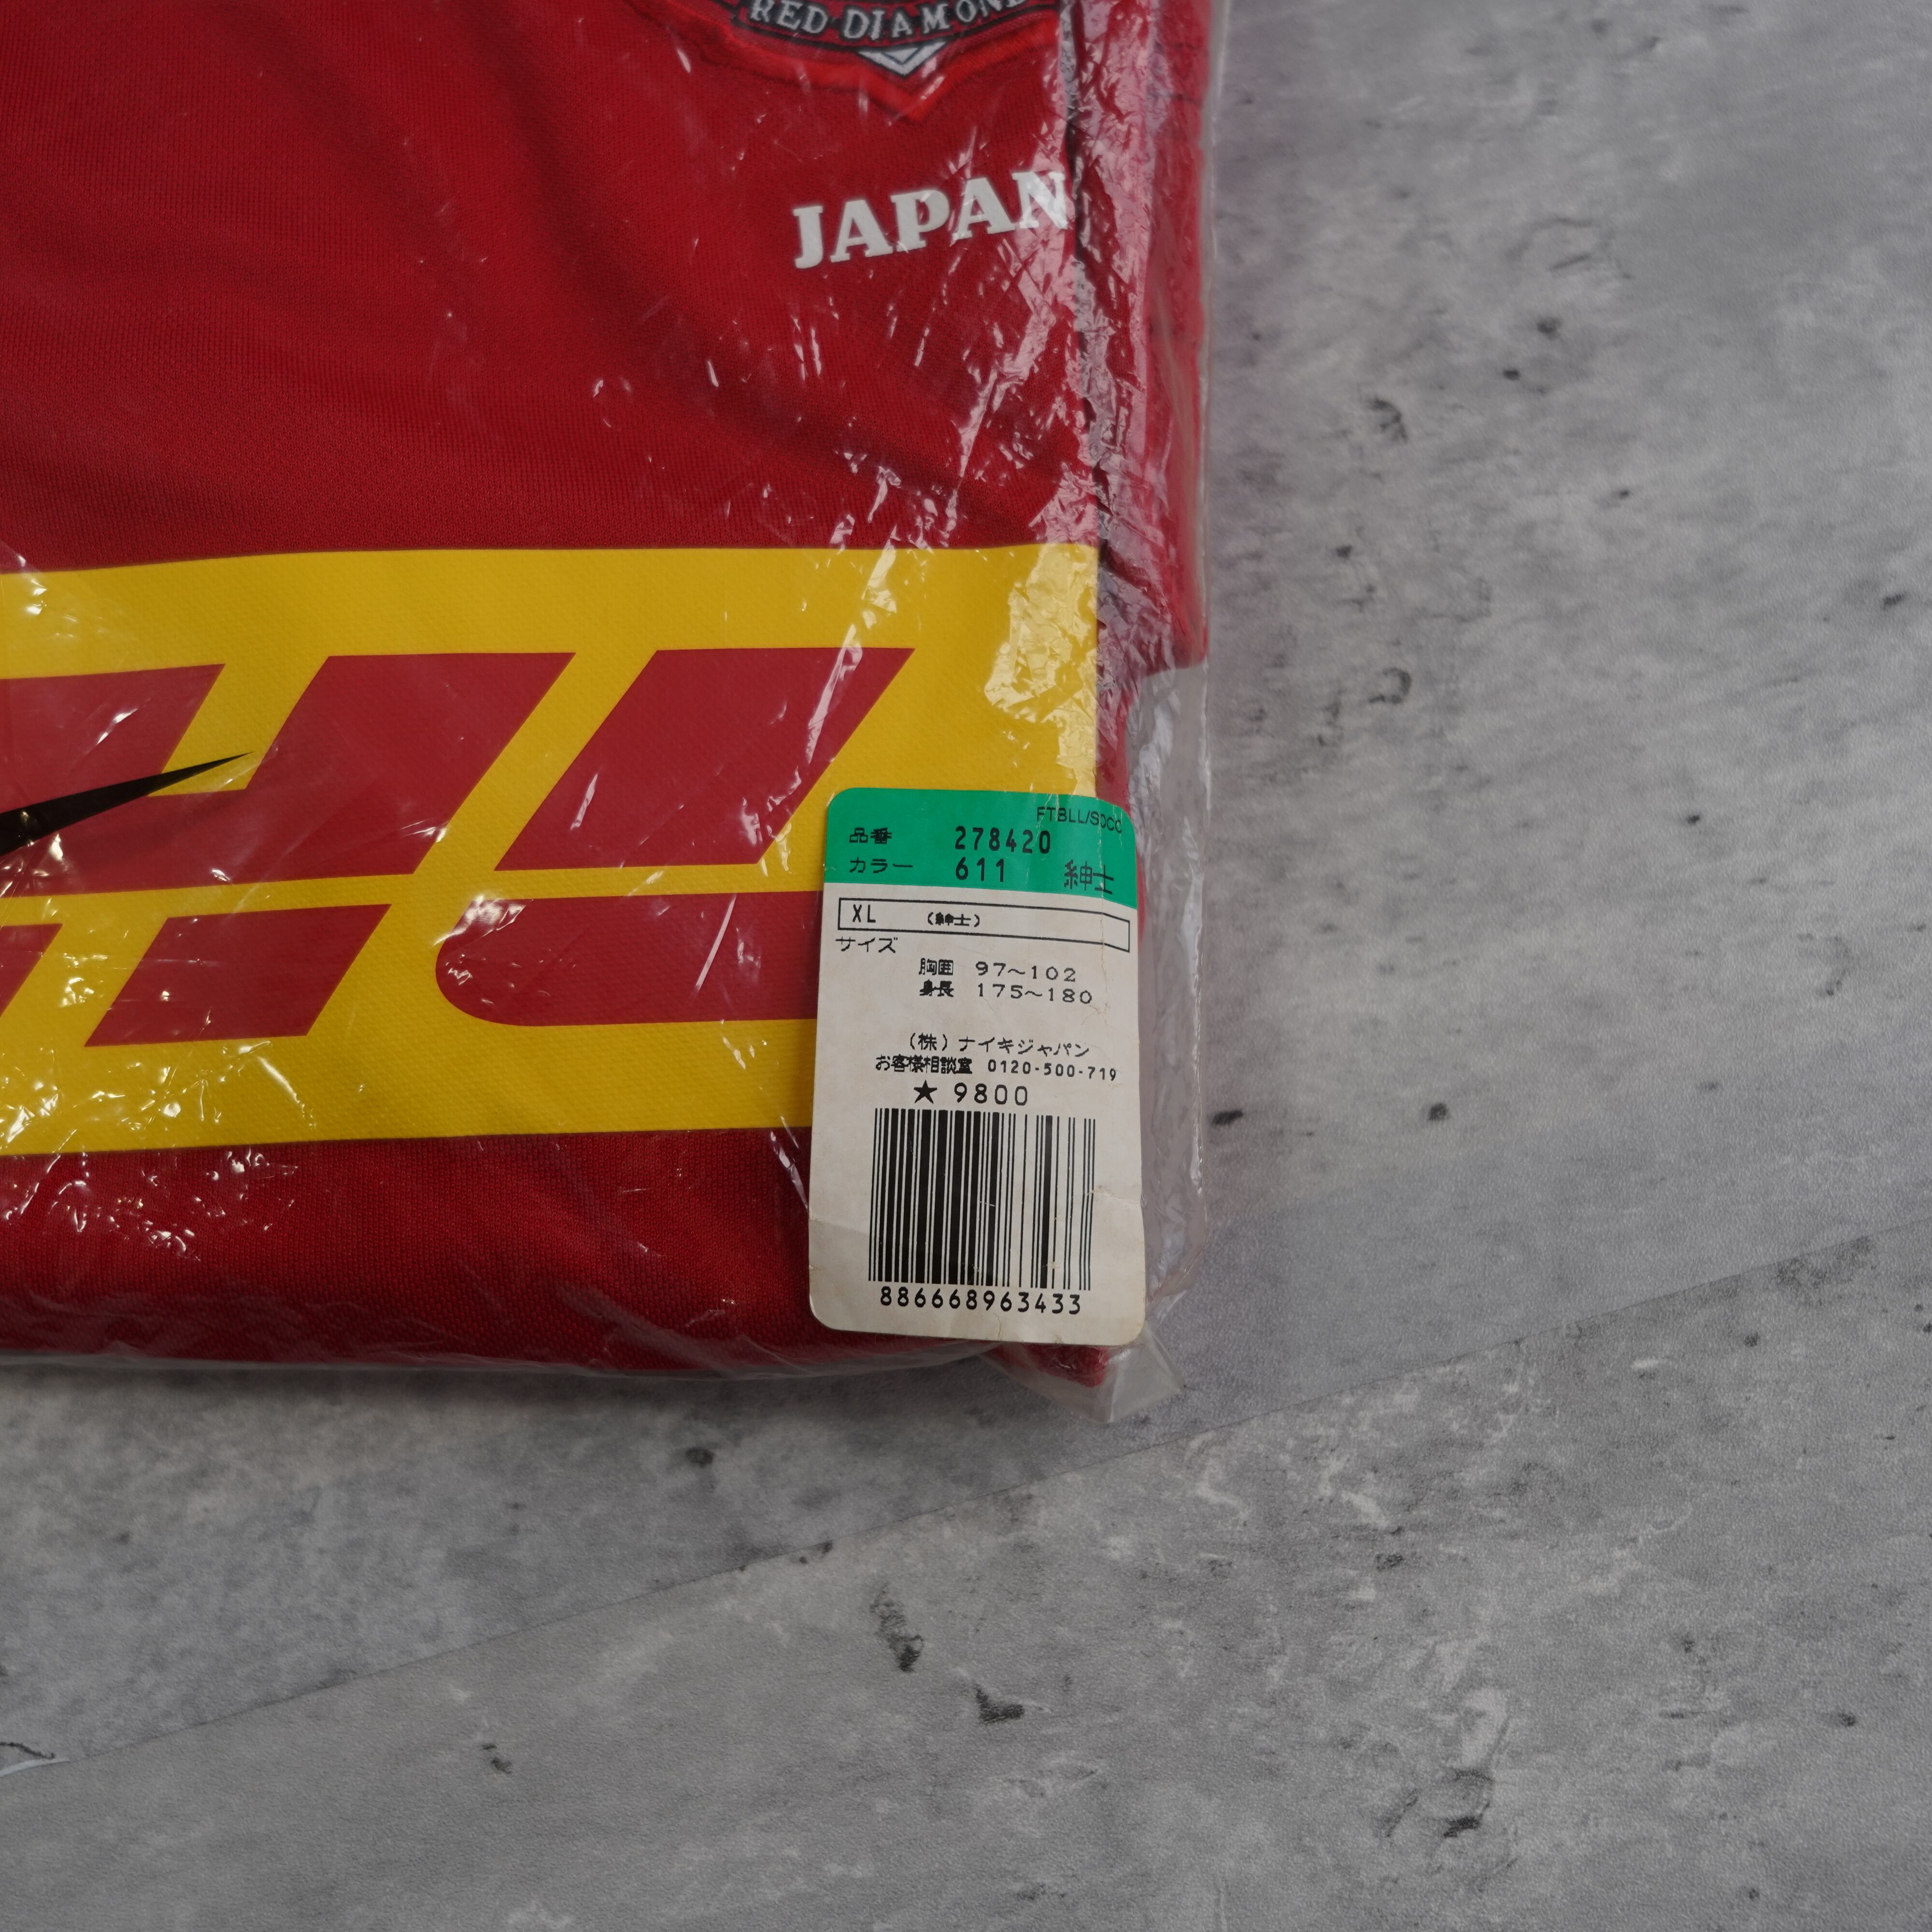 RED DIAMOND
JAPAN
DHL
FTBLL/SOCC
品番 278420
カラー 611 紳士
XL (紳士)
サイズ
胸囲 97~102
身長 175~180
(株)ナイキジャパン
お客様相談室 0120-500-719
★ 9800
886668963433